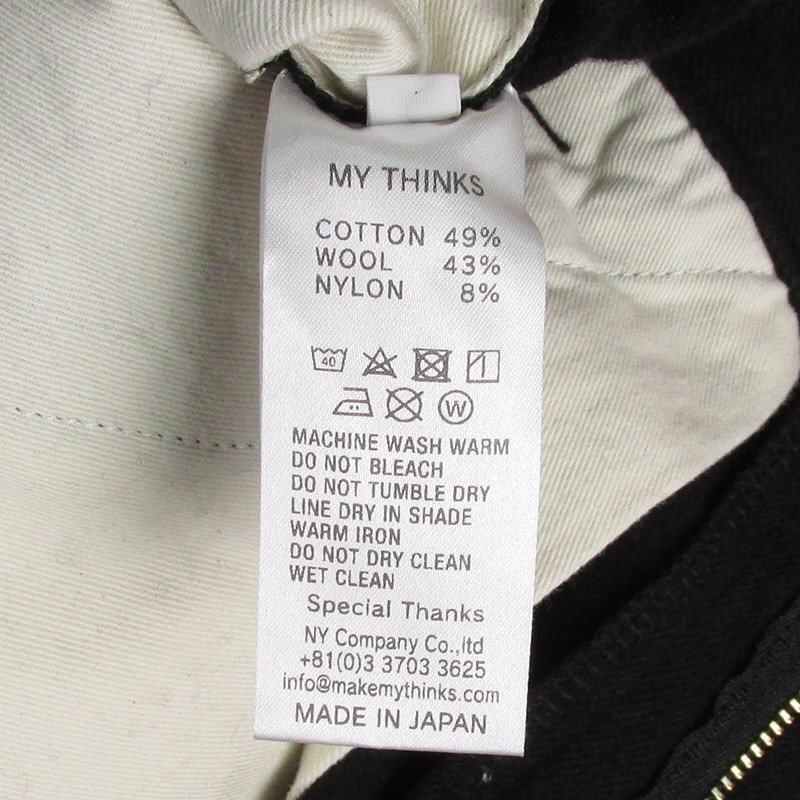 MY THINKS
COTTON 49%
WOOL 43%
NYLON 8%
40
W
MACHINE WASH WARM
DO NOT BLEACH
DO NOT TUMBLE DRY
LINE DRY IN SHADE
WARM IRON
DO NOT DRY CLEAN
WET CLEAN
Special Thanks
NY Company Co.,ltd
+81(0)3 3703 3625
info@makemythinks.com
MADE IN JAPAN